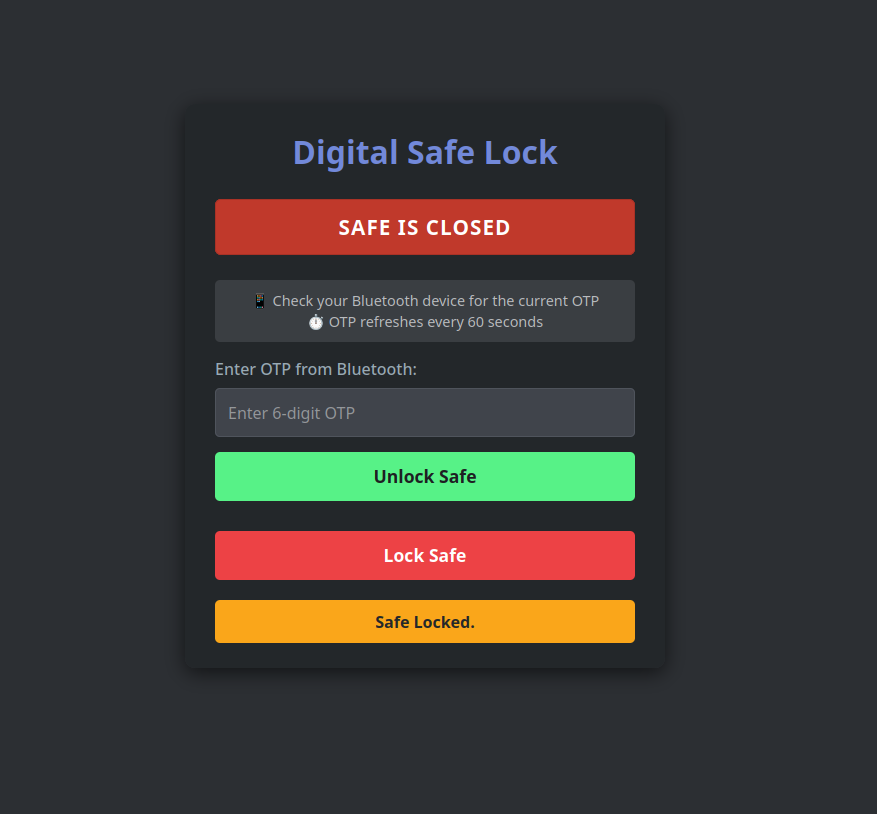 Digital Safe Lock
SAFE IS CLOSED
📱 Check your Bluetooth device for the current OTP
⏱️ OTP refreshes every 60 seconds
Enter OTP from Bluetooth:
Enter 6-digit OTP
Unlock Safe
Lock Safe
Safe Locked.